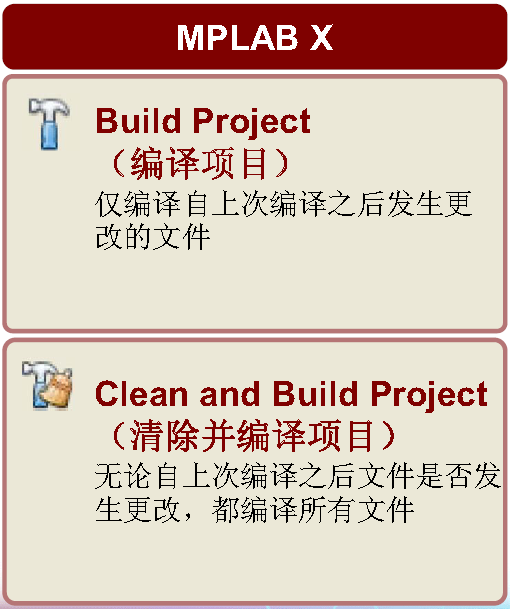 MPLAB X
Build Project
（编译项目）
仅编译自上次编译之后发生更
改的文件
Clean and Build Project
（清除并编译项目）
无论自上次编译之后文件是否发
生更改，都编译所有文件